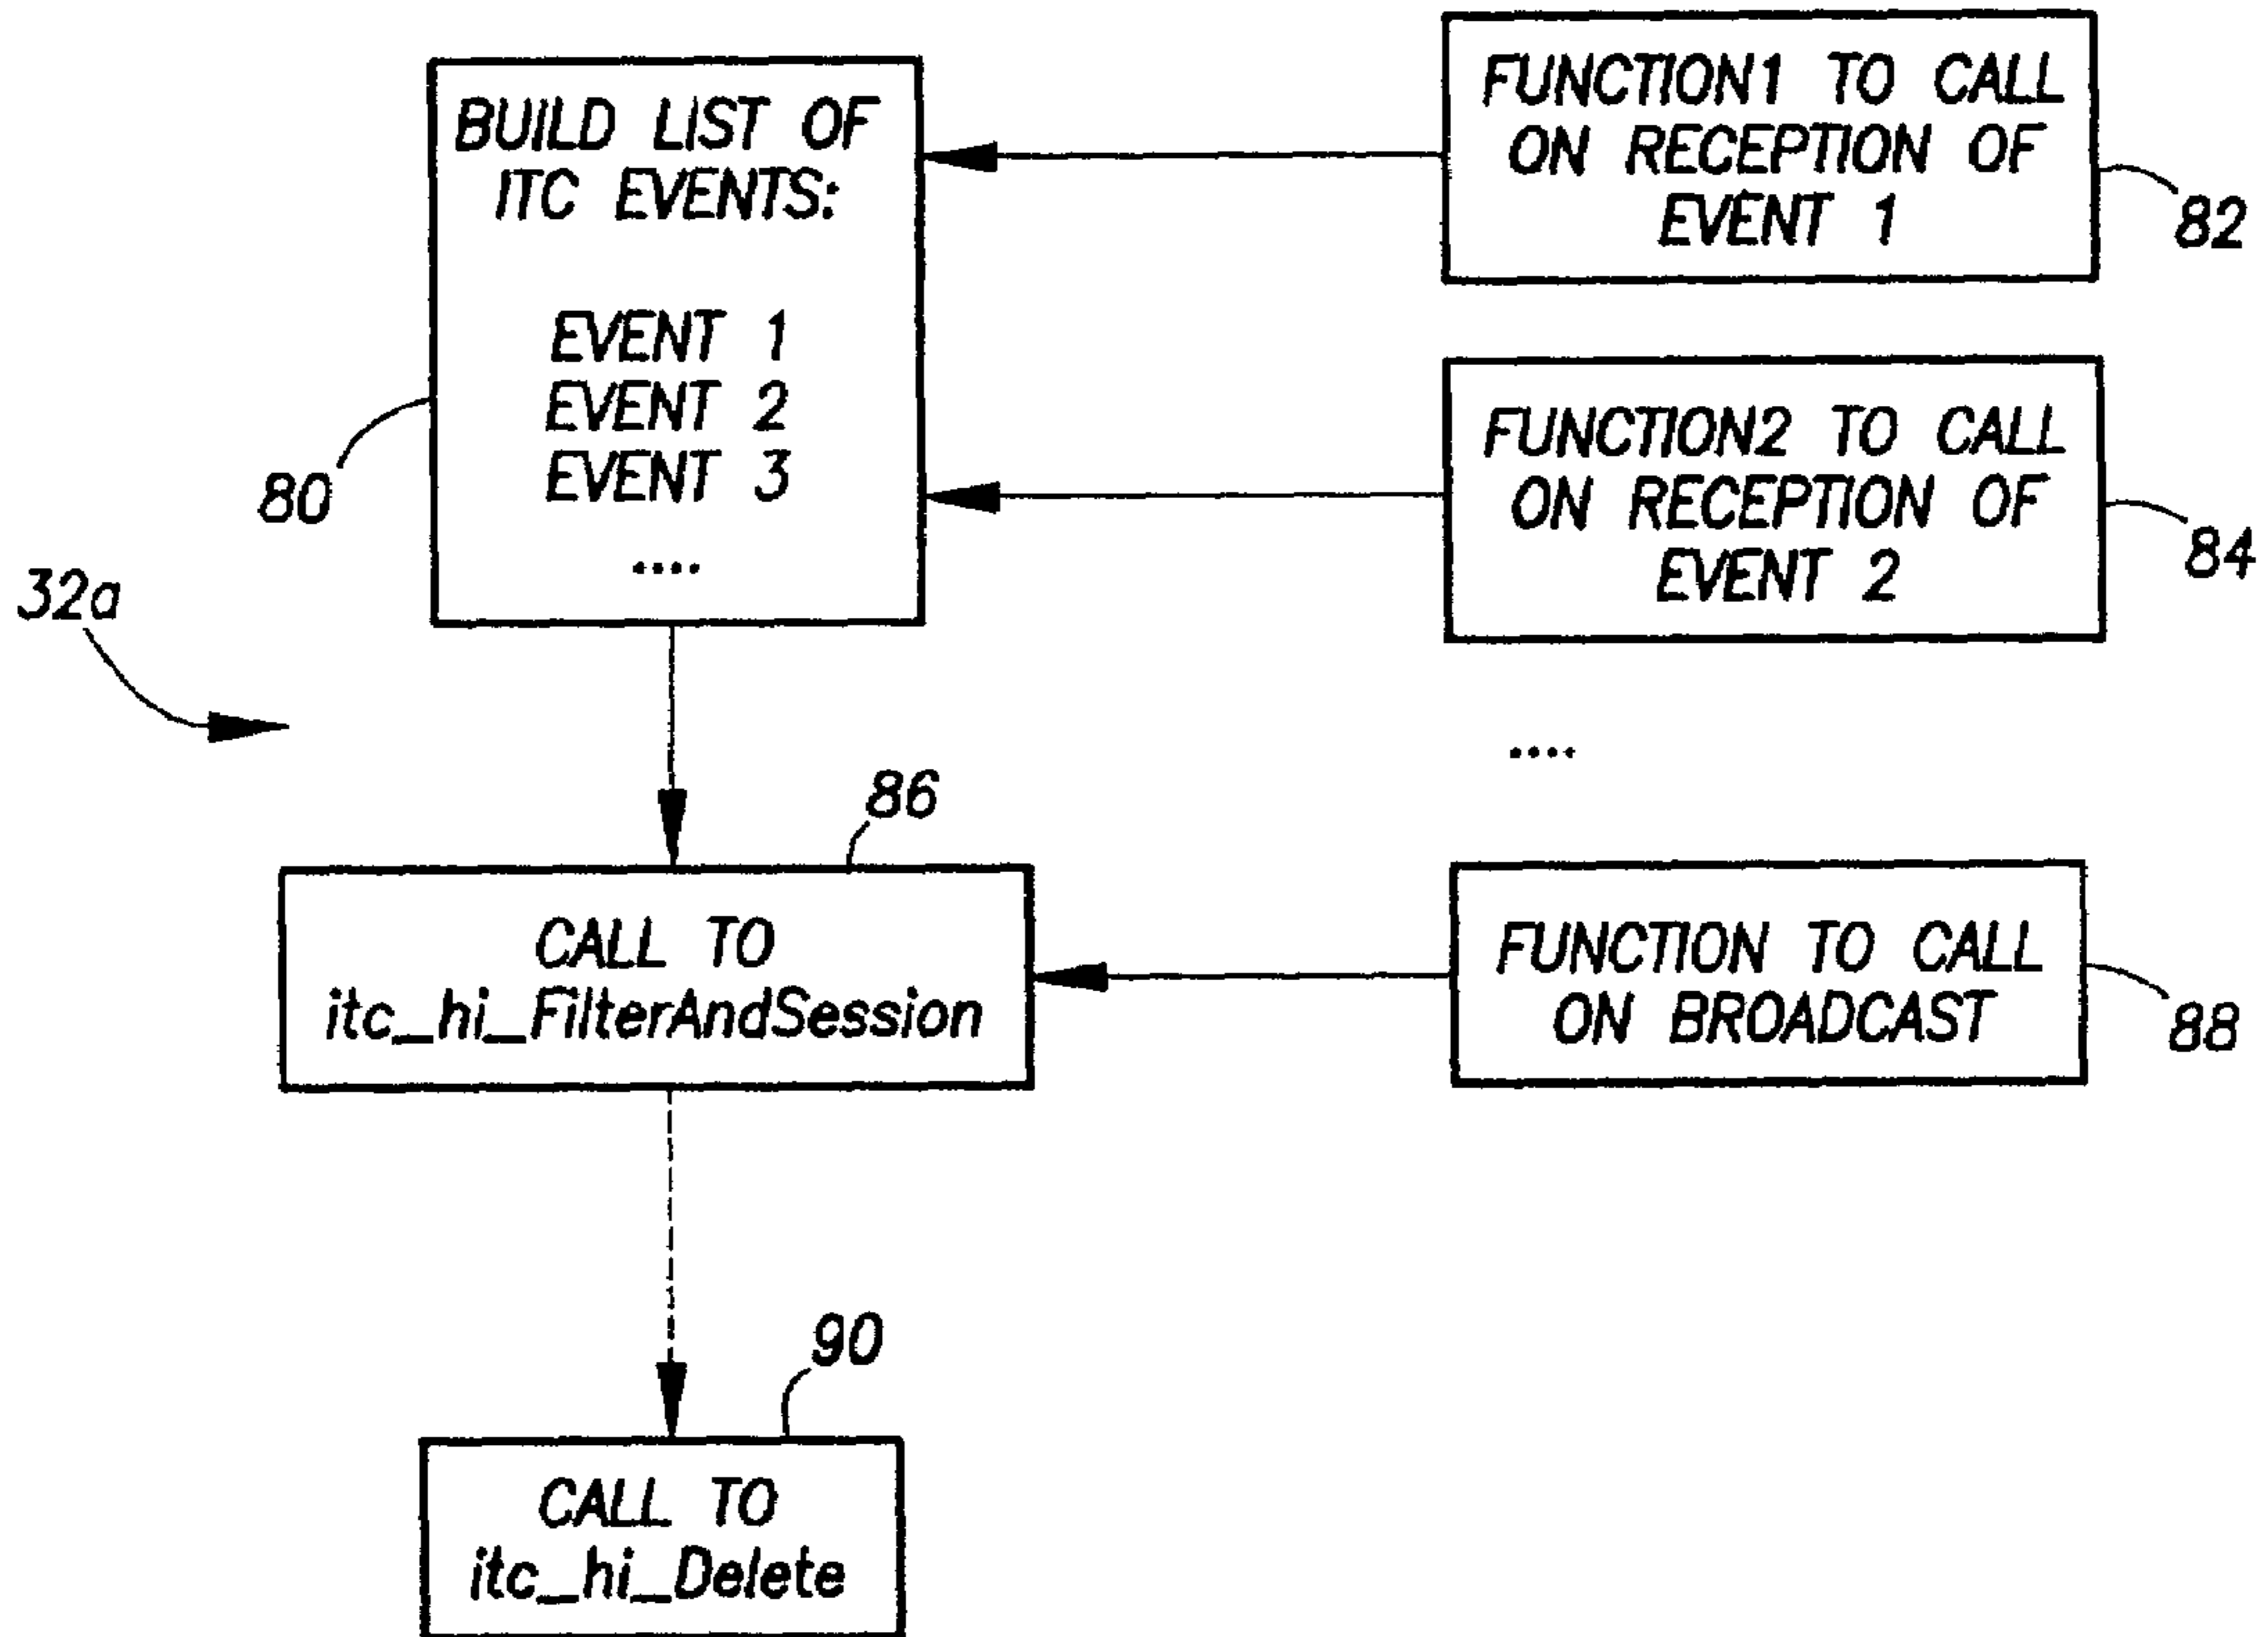 BUILD LIST OF
ITC EVENTS:
EVENT 1
EVENT 2
EVENT 3
....
80
FUNCTION1 TO CALL
ON RECEPTION OF
EVENT 1
82
FUNCTION2 TO CALL
ON RECEPTION OF
EVENT 2
84
32a
....
86
CALL TO
itc_hi_FilterAndSession
FUNCTION TO CALL
ON BROADCAST
88
90
CALL TO
itc_hi_Delete